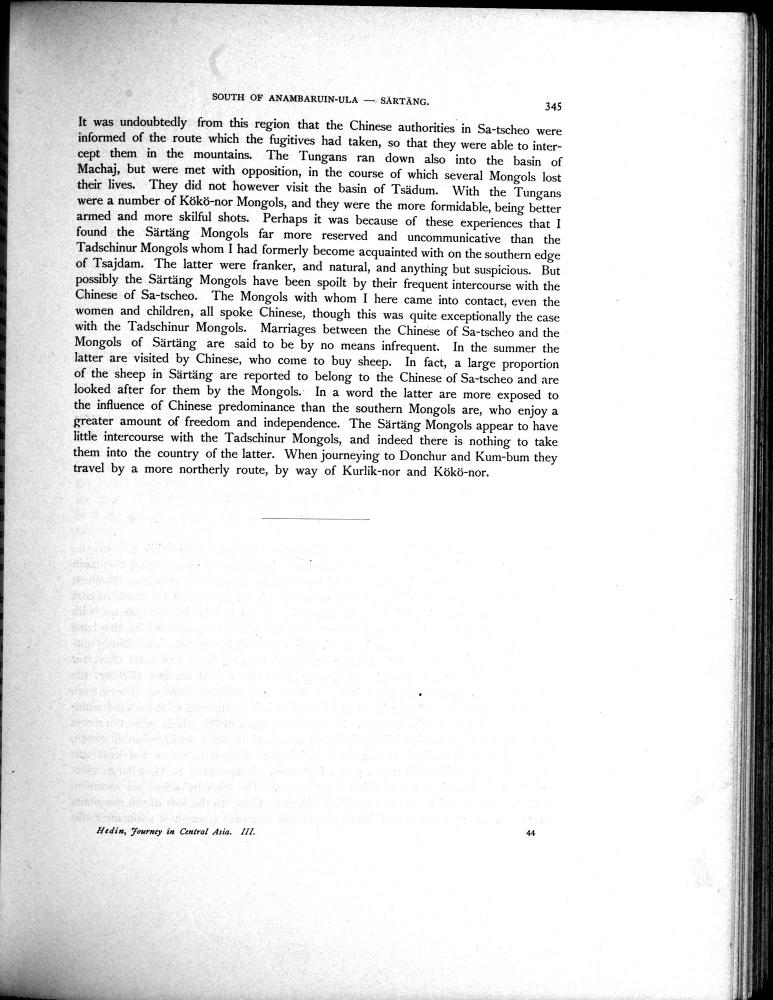 SOUTH OF ANAMBARUIN-ULA — SÄRTÄNG.
345
It was undoubtedly from this region that the Chinese authorities in Sa-tscheo were
informed of the route which the fugitives had taken, so that they were able to inter-
cept them in the mountains. The Tungans ran down also into the basin of
Machaj, but were met with opposition, in the course of which several Mongols lost
their lives. They did not however visit the basin of Tsädum. With the Tungans
were a number of Kökö-nor Mongols, and they were the more formidable, being better
armed and more skilful shots. Perhaps it was because of these experiences that I
found the Särtäng Mongols far more reserved and uncommunicative than the
Tadschinur Mongols whom I had formerly become acquainted with on the southern edge
of Tsajdam. The latter were franker, and natural, and anything but suspicious. But
possibly the Särtäng Mongols have been spoilt by their frequent intercourse with the
Chinese of Sa-tscheo. The Mongols with whom I here came into contact, even the
women and children, all spoke Chinese, though this was quite exceptionally the case
with the Tadschinur Mongols. Marriages between the Chinese of Sa-tscheo and the
Mongols of Särtäng are said to be by no means infrequent. In the summer the
latter are visited by Chinese, who come to buy sheep. In fact, a large proportion
of the sheep in Särtäng are reported to belong to the Chinese of Sa-tscheo and are
looked after for them by the Mongols. In a word the latter are more exposed to
the influence of Chinese predominance than the southern Mongols are, who enjoy a
greater amount of freedom and independence. The Särtäng Mongols appear to have
little intercourse with the Tadschinur Mongols, and indeed there is nothing to take
them into the country of the latter. When journeying to Donchur and Kum-bum they
travel by a more northerly route, by way of Kurlik-nor and Kökö-nor.
Hedin, Journey in Central Asia. III.
44